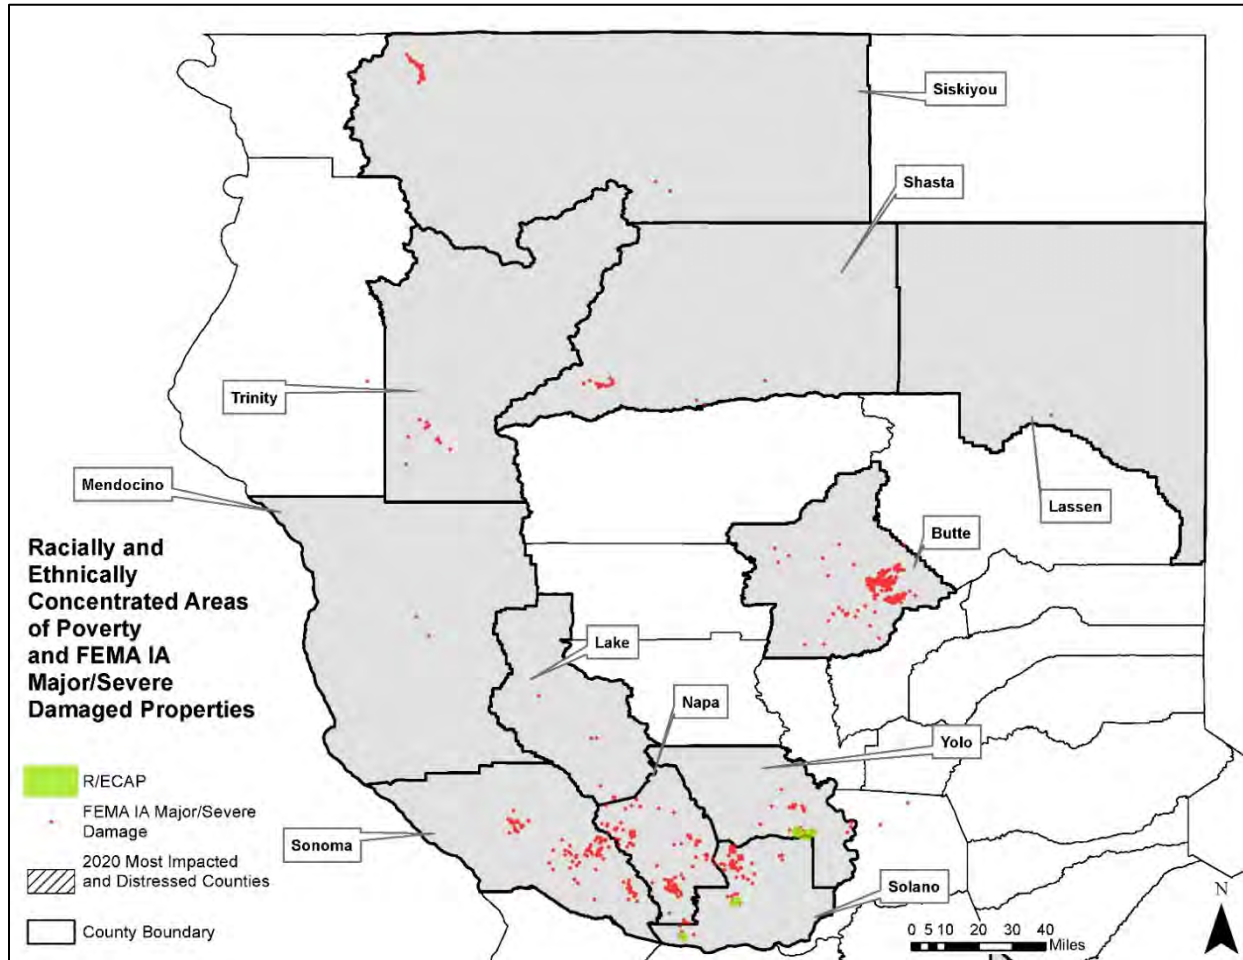 Siskiyou
Shasta
Trinity
Mendocino
Lassen
Butte
Racially and
Ethnically
Concentrated Areas
of Poverty
and FEMA IA
Major/Severe
Damaged Properties
Lake
Napa
Yolo
R/ECAP
FEMA IA Major/Severe
Damage
Sonoma
2020 Most Impacted
and Distressed Counties
Solano
County Boundary
N
0 5 10 20 30 40
Miles